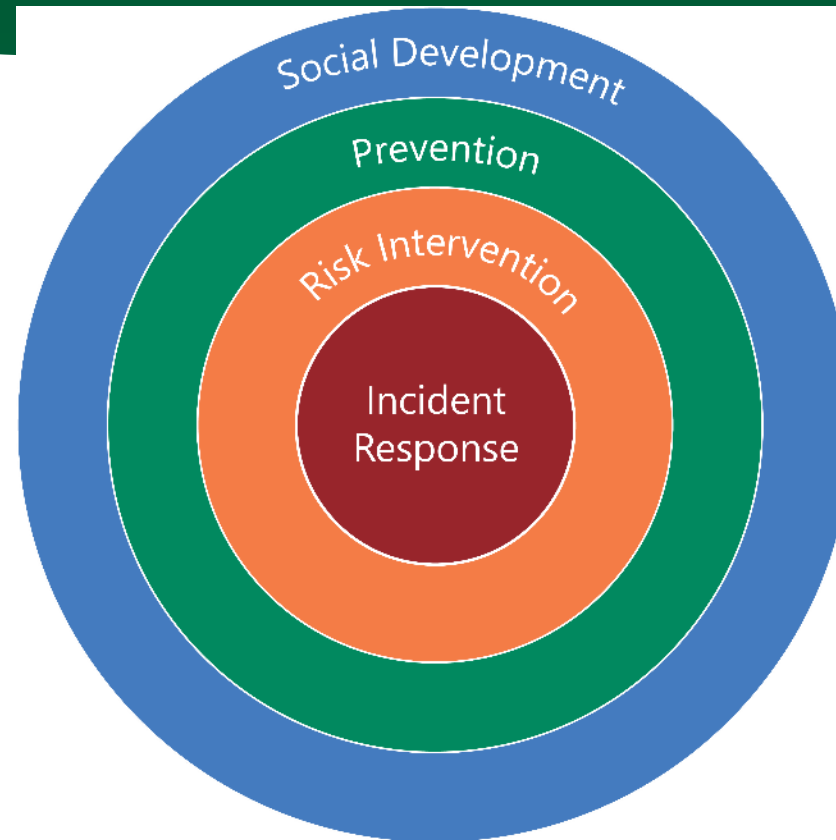 Social Development
Prevention
Risk Intervention
Incident
Response